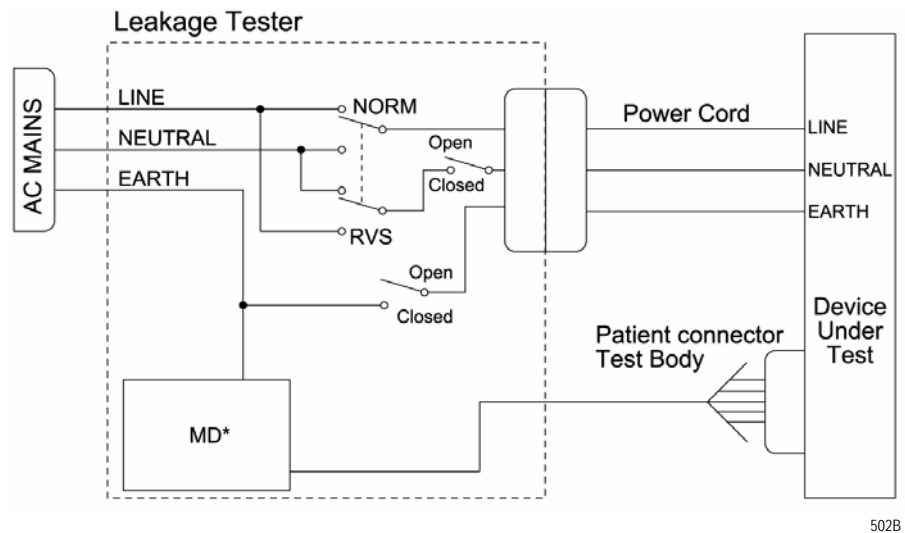 Leakage Tester
AC MAINS
LINE
NEUTRAL
EARTH
NORM
RVS
Open
Closed
Open
Closed
MD*
Power Cord
LINE
NEUTRAL
EARTH
Patient connector
Test Body
Device
Under
Test
502B